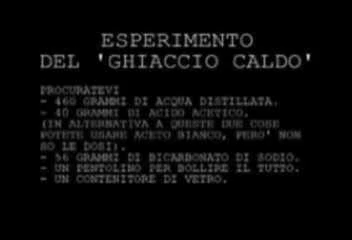 ESPERIMENTO
DEL 'GHIACCIO CALDO'
PROCURATEVI
- 460 GRAMMI DI ACQUA DISTILLATA.
- 40 GRAMMI DI ACIDO ACETICO.
(IN ALTERNATIVA A QUESTE DUE COSE
POTETE USARE ACETO BIANCO, PERO' NON
SO LE DOSI).
- 56 GRAMMI DI BICARBONATO DI SODIO.
- UN PENTOLINO PER BOLLIRE IL TUTTO.
- UN CONTENITORE DI VETRO.